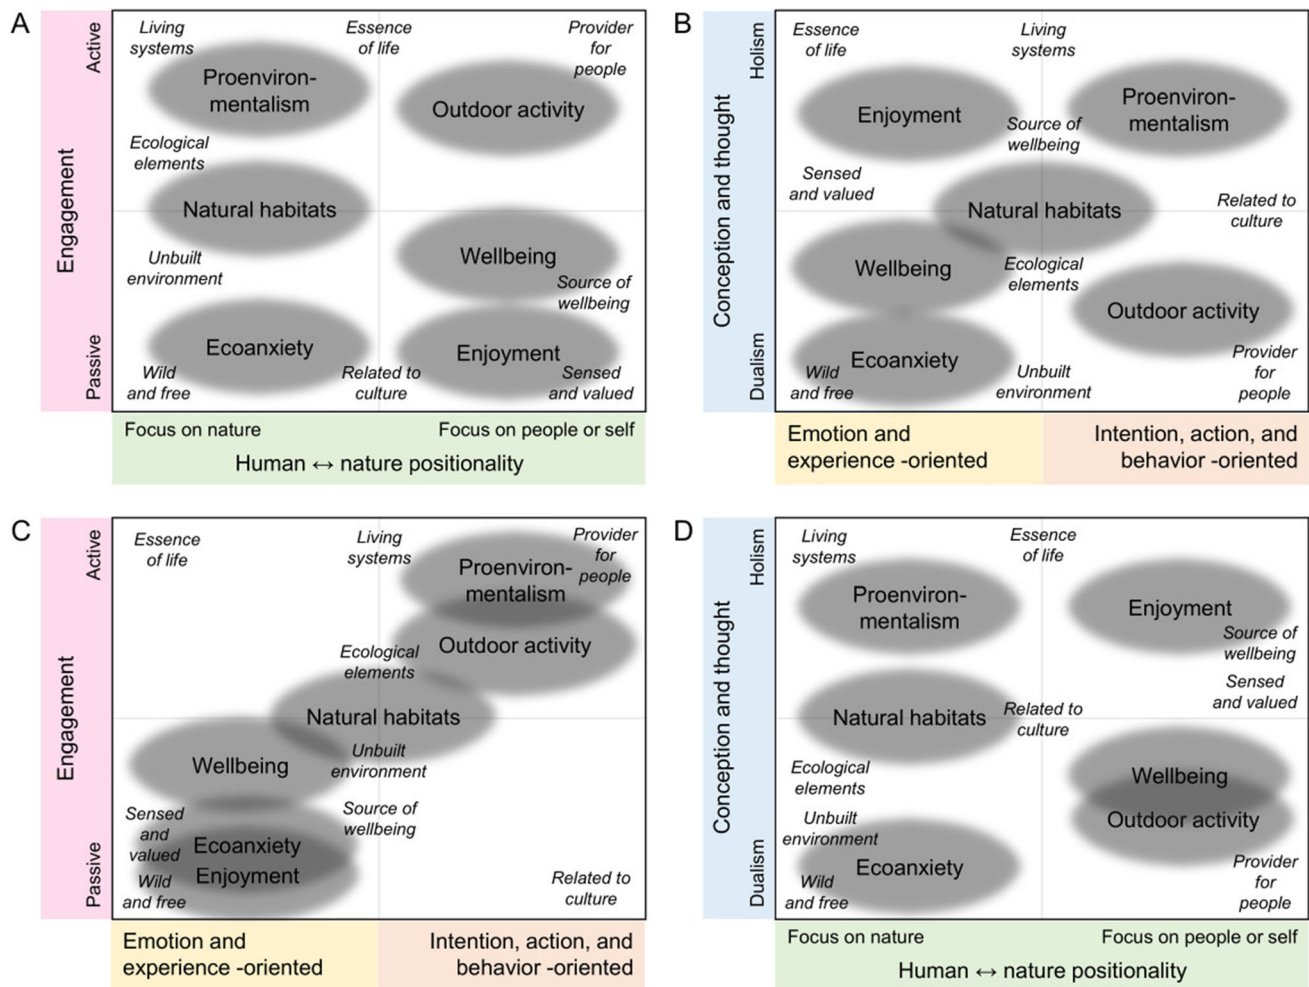 A
Active
Engagement
Passive
Living
systems
Essence
of life
Provider
for
people
Proenviron-
mentalism
Outdoor activity
Ecological
elements
Natural habitats
Unbuilt
environment
Wellbeing
Source of
wellbeing
Ecoanxiety
Enjoyment
Wild
and free
Related to
culture
Sensed
and valued
Focus on nature
Focus on people or self
Human ↔ nature positionality
B
Holism
Conception and thought
Dualism
Essence
of life
Living
systems
Enjoyment
Proenviron-
mentalism
Source of
wellbeing
Sensed
and valued
Natural habitats
Related to
culture
Wellbeing
Ecological
elements
Outdoor activity
Ecoanxiety
Wild
and free
Unbuilt
environment
Provider
for
people
Emotion and
experience -oriented
Intention, action, and
behavior -oriented
C
Active
Engagement
Passive
Essence
of life
Living
systems
Provider
for
people
Proenviron-
mentalism
Outdoor activity
Ecological
elements
Natural habitats
Wellbeing
Unbuilt
environment
Sensed
and
valued
Source of
wellbeing
Ecoanxiety
Enjoyment
Wild
and free
Related to
culture
Emotion and
experience -oriented
Intention, action, and
behavior -oriented
D
Holism
Conception and thought
Dualism
Living
systems
Essence
of life
Proenviron-
mentalism
Enjoyment
Source of
wellbeing
Sensed
and valued
Natural habitats
Related to
culture
Ecological
elements
Wellbeing
Unbuilt
environment
Outdoor activity
Ecoanxiety
Wild
and free
Provider
for
people
Focus on nature
Focus on people or self
Human ↔ nature positionality